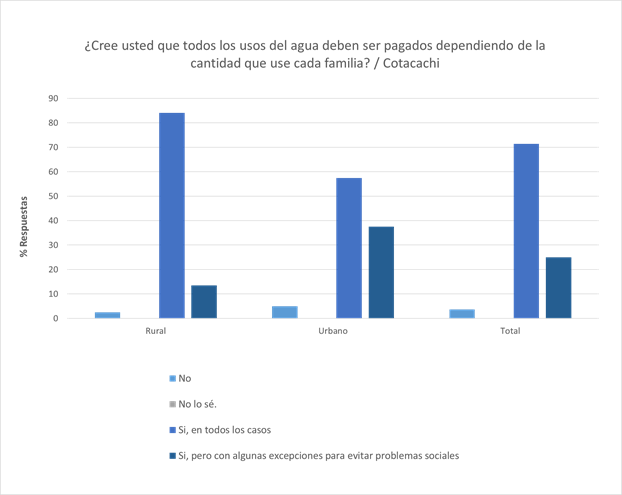 ¿Cree usted que todos los usos del agua deben ser pagados dependiendo de la
cantidad que use cada familia? / Cotacachi
90
80
70
60
50
40
30
20
10
0
% Respuestas
Rural
Urbano
Total
No
No lo sé.
Si, en todos los casos
Si, pero con algunas excepciones para evitar problemas sociales